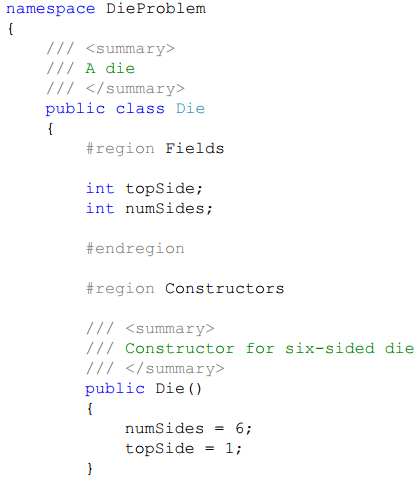 namespace DieProblem
{
/// <summary>
/// A die
/// </summary>
public class Die
{
#region Fields
int topSide;
int numSides;
#endregion
#region Constructors
/// <summary>
/// Constructor for six-sided die
/// </summary>
public Die()
{
numSides = 6;
topSide = 1;
}